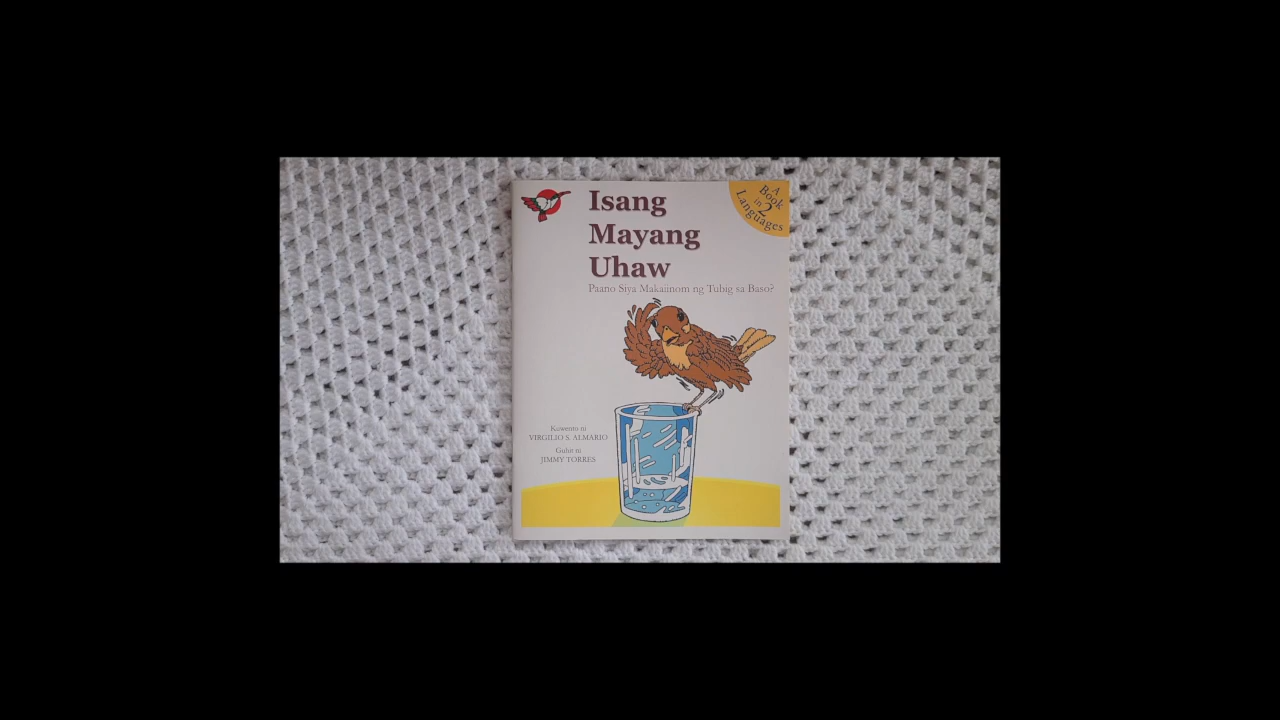 Isang
Mayang
Uhaw
Paano Siya Makaiinom ng Tubig sa Baso?
A
Book
in
2
Languages
Kuwento ni
VIRGILIO S. ALMARIO
Guhit ni
JIMMY TORRES